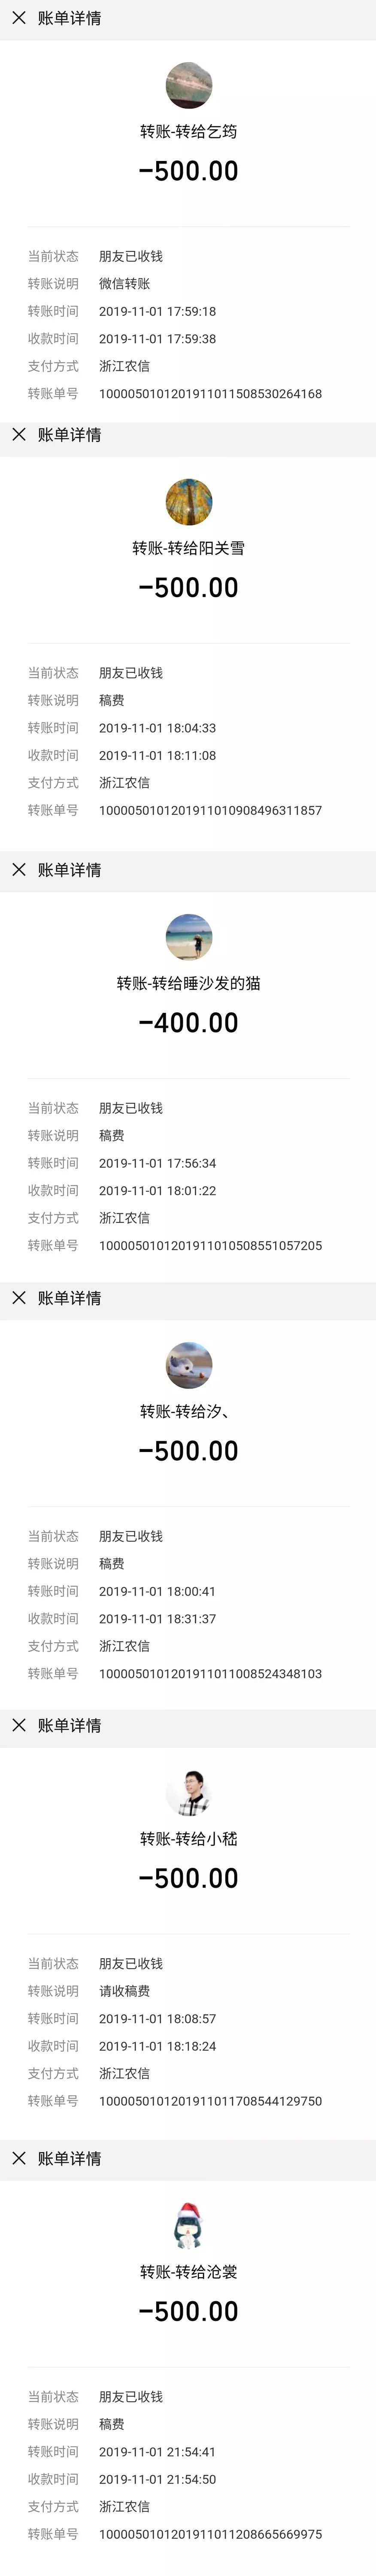 账单详情
转账-转给乞筠
-500.00
当前状态 朋友已收钱
转账说明 微信转账
转账时间 2019-11-01 17:59:18
收款时间 2019-11-01 17:59:38
支付方式 浙江农信
转账单号 1000050101201911011508530264168
账单详情
转账-转给阳关雪
-500.00
当前状态 朋友已收钱
转账说明 稿费
转账时间 2019-11-01 18:04:33
收款时间 2019-11-01 18:11:08
支付方式 浙江农信
转账单号 1000050101201911010908496311857
账单详情
转账-转给睡沙发的猫
-400.00
当前状态 朋友已收钱
转账说明 稿费
转账时间 2019-11-01 17:56:34
收款时间 2019-11-01 18:01:22
支付方式 浙江农信
转账单号 1000050101201911010508551057205
账单详情
转账-转给汐、
-500.00
当前状态 朋友已收钱
转账说明 稿费
转账时间 2019-11-01 18:00:41
收款时间 2019-11-01 18:31:37
支付方式 浙江农信
转账单号 1000050101201911011008524348103
账单详情
转账-转给小嵇
-500.00
当前状态 朋友已收钱
转账说明 请收稿费
转账时间 2019-11-01 18:08:57
收款时间 2019-11-01 18:18:24
支付方式 浙江农信
转账单号 1000050101201911011708544129750
账单详情
转账-转给沧裳
-500.00
当前状态 朋友已收钱
转账说明 稿费
转账时间 2019-11-01 21:54:41
收款时间 2019-11-01 21:54:50
支付方式 浙江农信
转账单号 1000050101201911011208665669975